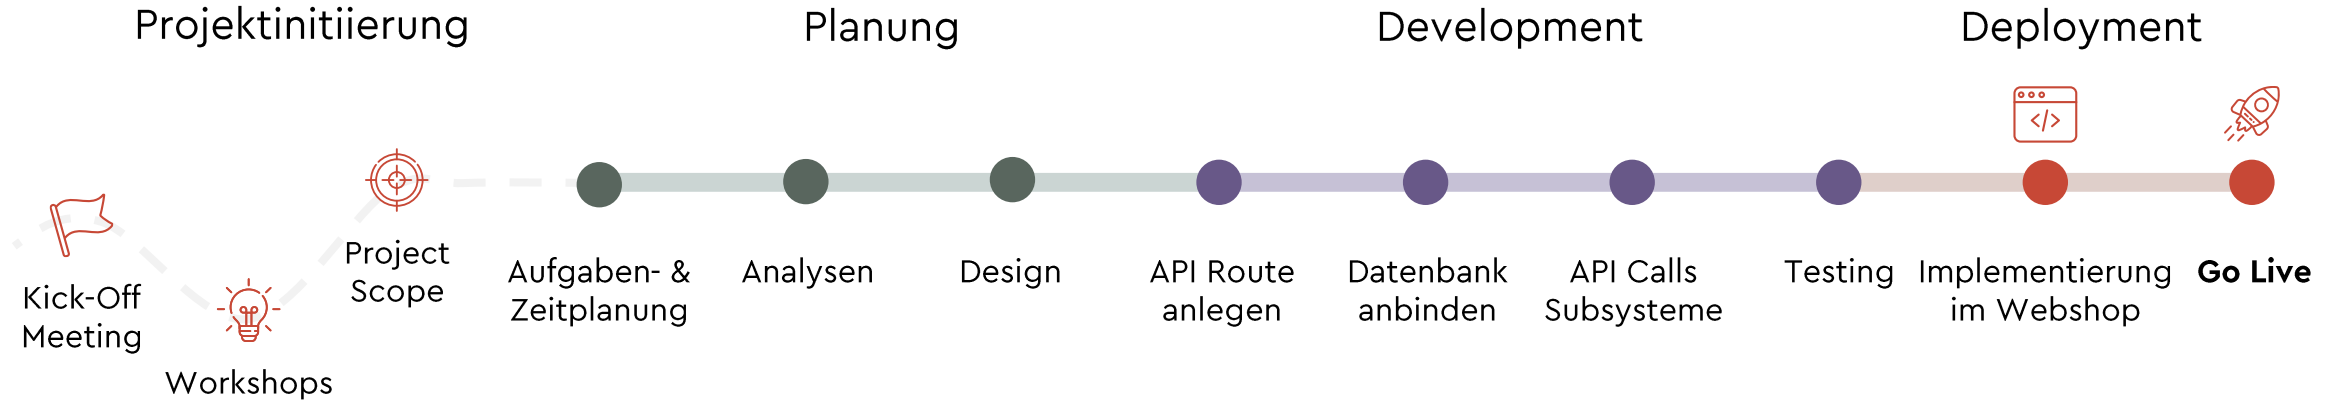 Projektinitiierung
Planung
Development
Deployment
Kick-Off
Meeting
Workshops
Project
Scope
Aufgaben- &
Zeitplanung
Analysen
Design
API Route
anlegen
Datenbank
anbinden
API Calls
Subsysteme
Testing
Implementierung
im Webshop
Go Live